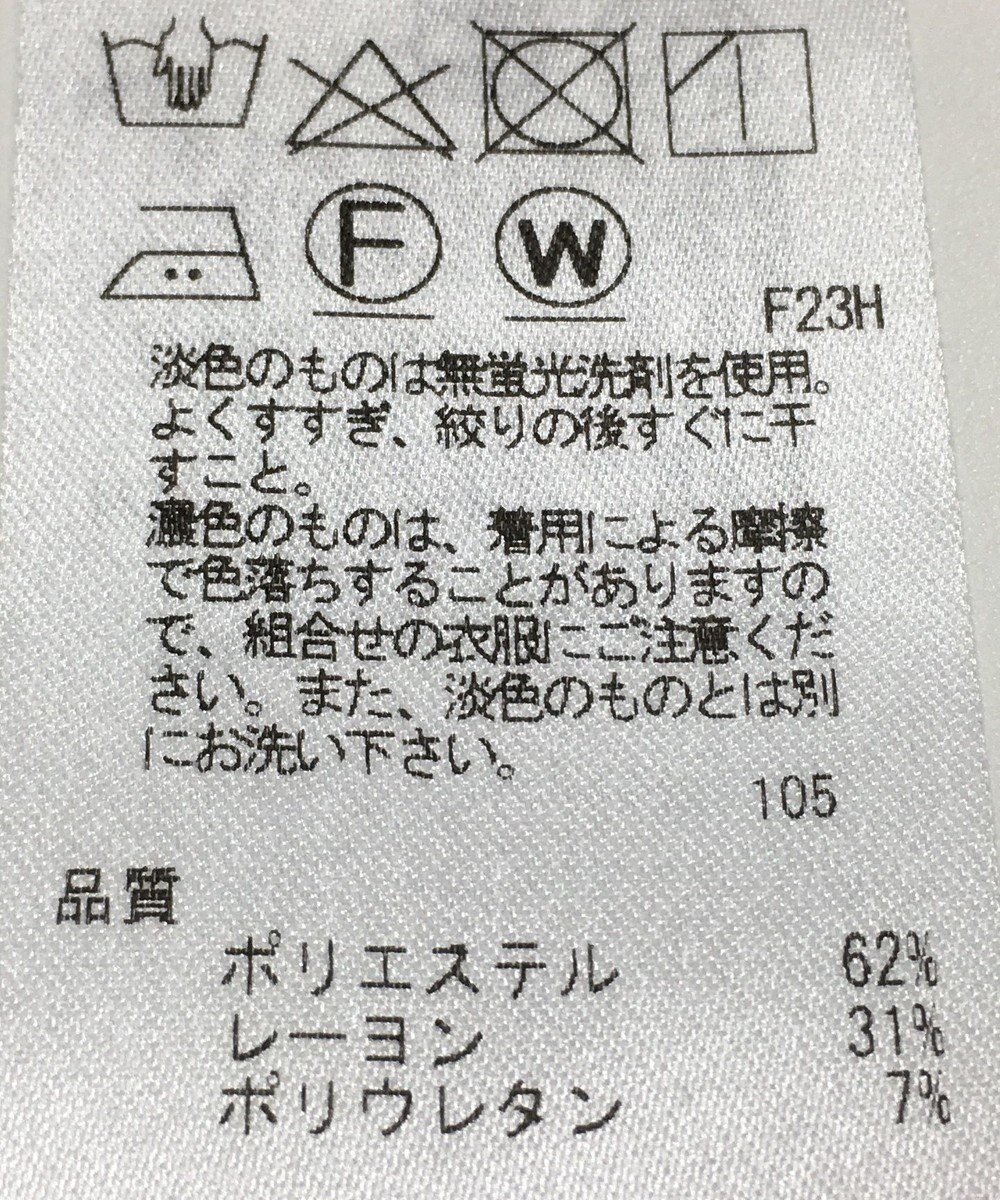 F
W
F23H
淡色のものは無蛍光洗剤を使用。
よくすすぎ、絞りの後すぐに干
すこと。
濃色のものは、着用による摩擦
で色落ちすることがありますの
で、組合せの衣服にご注意くだ
さい。また、淡色のものとは別
にお洗い下さい。
105
品質
ポリエステル 62%
レーヨン 31%
ポリウレタン 7%